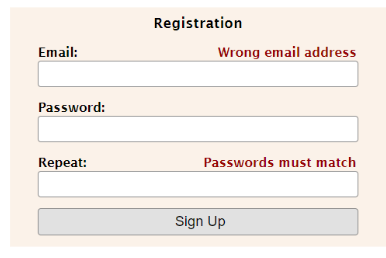 Registration
Email: Wrong email address
Password:
Repeat: Passwords must match
Sign Up